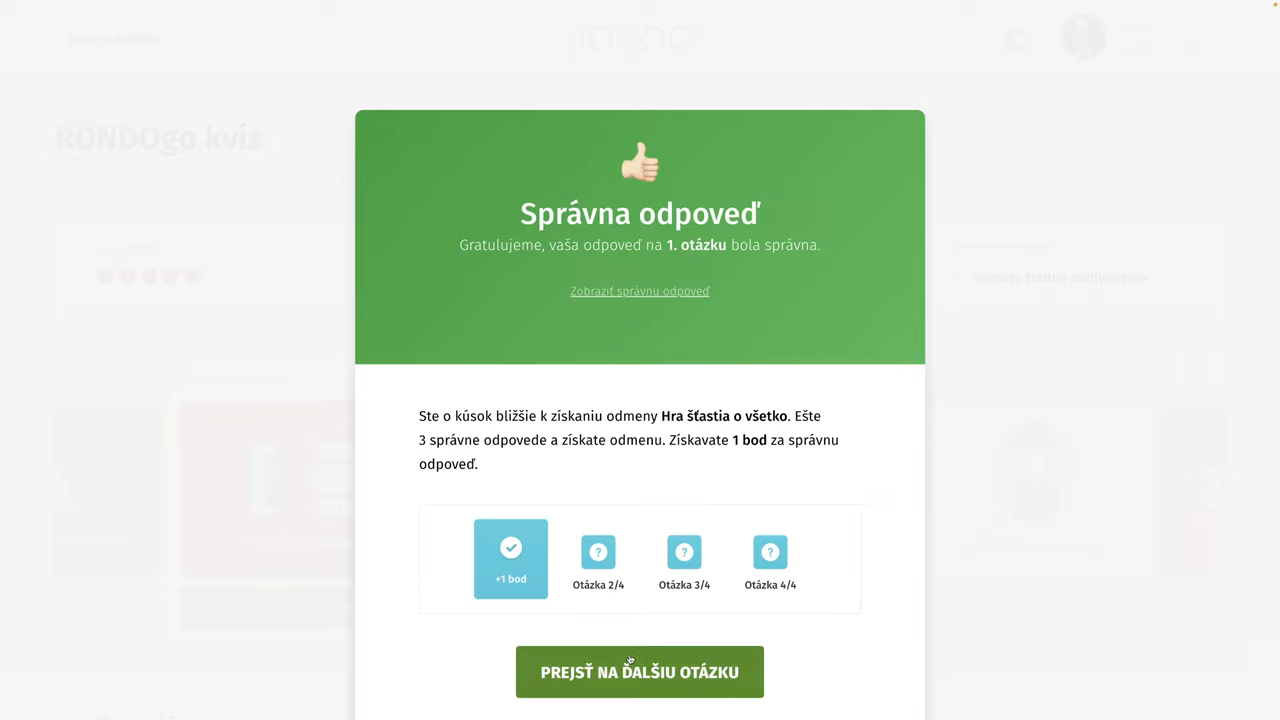 RONDOgo kvíz
Správna odpoveď
Gratulujeme, vaša odpoveď na 1. otázku bola správna.
Zobraziť správnu odpoveď
Ste o kúsok bližšie k získaniu odmeny Hra šťastia o všetko. Ešte
3 správne odpovede a získate odmenu. Získavate 1 bod za správnu
odpoveď.
+1 bod
Otázka 2/4
Otázka 3/4
Otázka 4/4
PREJSŤ NA ĎALŠIU OTÁZKU